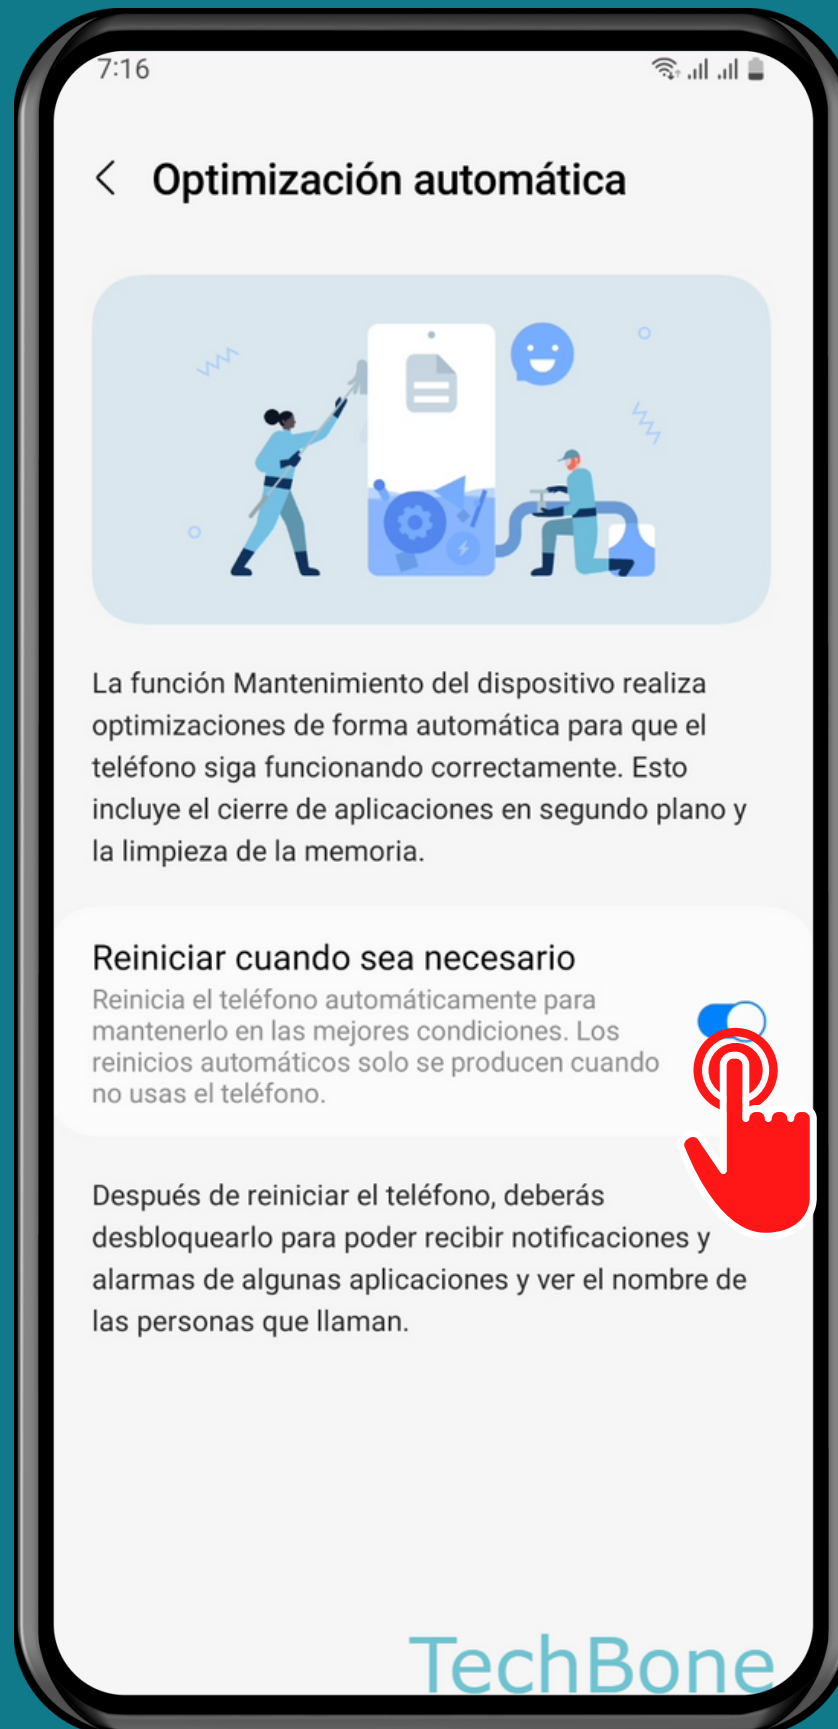 7:16
Optimización automática
La función Mantenimiento del dispositivo realiza
optimizaciones de forma automática para que el
teléfono siga funcionando correctamente. Esto
incluye el cierre de aplicaciones en segundo plano y
la limpieza de la memoria.
Reiniciar cuando sea necesario
Reinicia el teléfono automáticamente para
mantenerlo en las mejores condiciones. Los
reinicios automáticos solo se producen cuando
no usas el teléfono.
Después de reiniciar el teléfono, deberás
desbloquearlo para poder recibir notificaciones y
alarmas de algunas aplicaciones y ver el nombre de
las personas que llaman.
TechBone